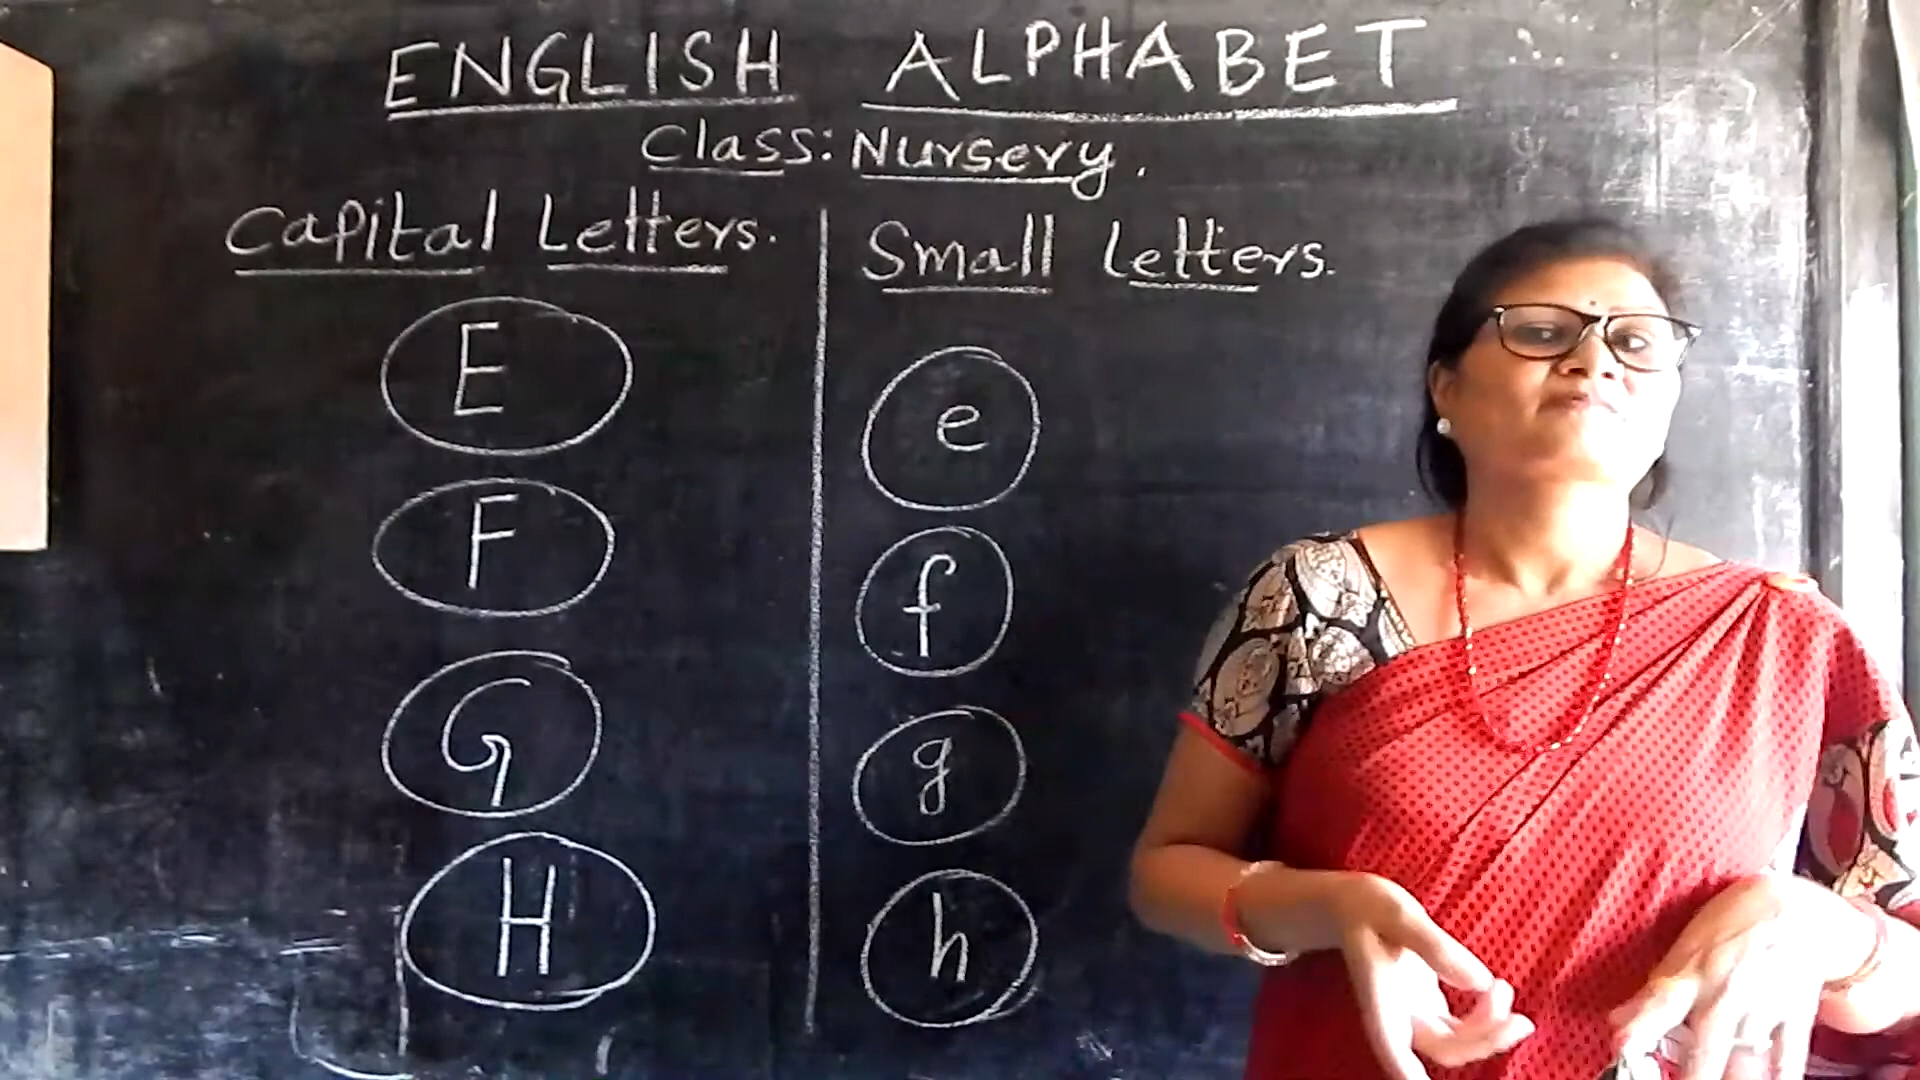 ENGLISH ALPHABET
Class: Nursery.
Capital Letters.
E
F
G
H
Small Letters.
e
f
g
h